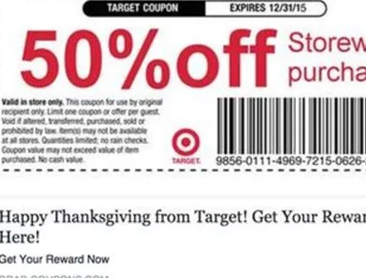 TARGET COUPON EXPIRES 12/31/15
50% off Storew
purcha
Valid in store only. This coupon for use by original
recipient only. Limit one coupon or offer per guest.
Void if altered, transferred, purchased, sold or
prohibited by law. Item(s) may not be available
at all stores. Quantities limited; no rain checks.
Coupon value may not exceed value of item
purchased. No cash value.
TARGET.
9856-0111-4969-7215-0626-
Happy Thanksgiving from Target! Get Your Rewar
Here!
Get Your Reward Now